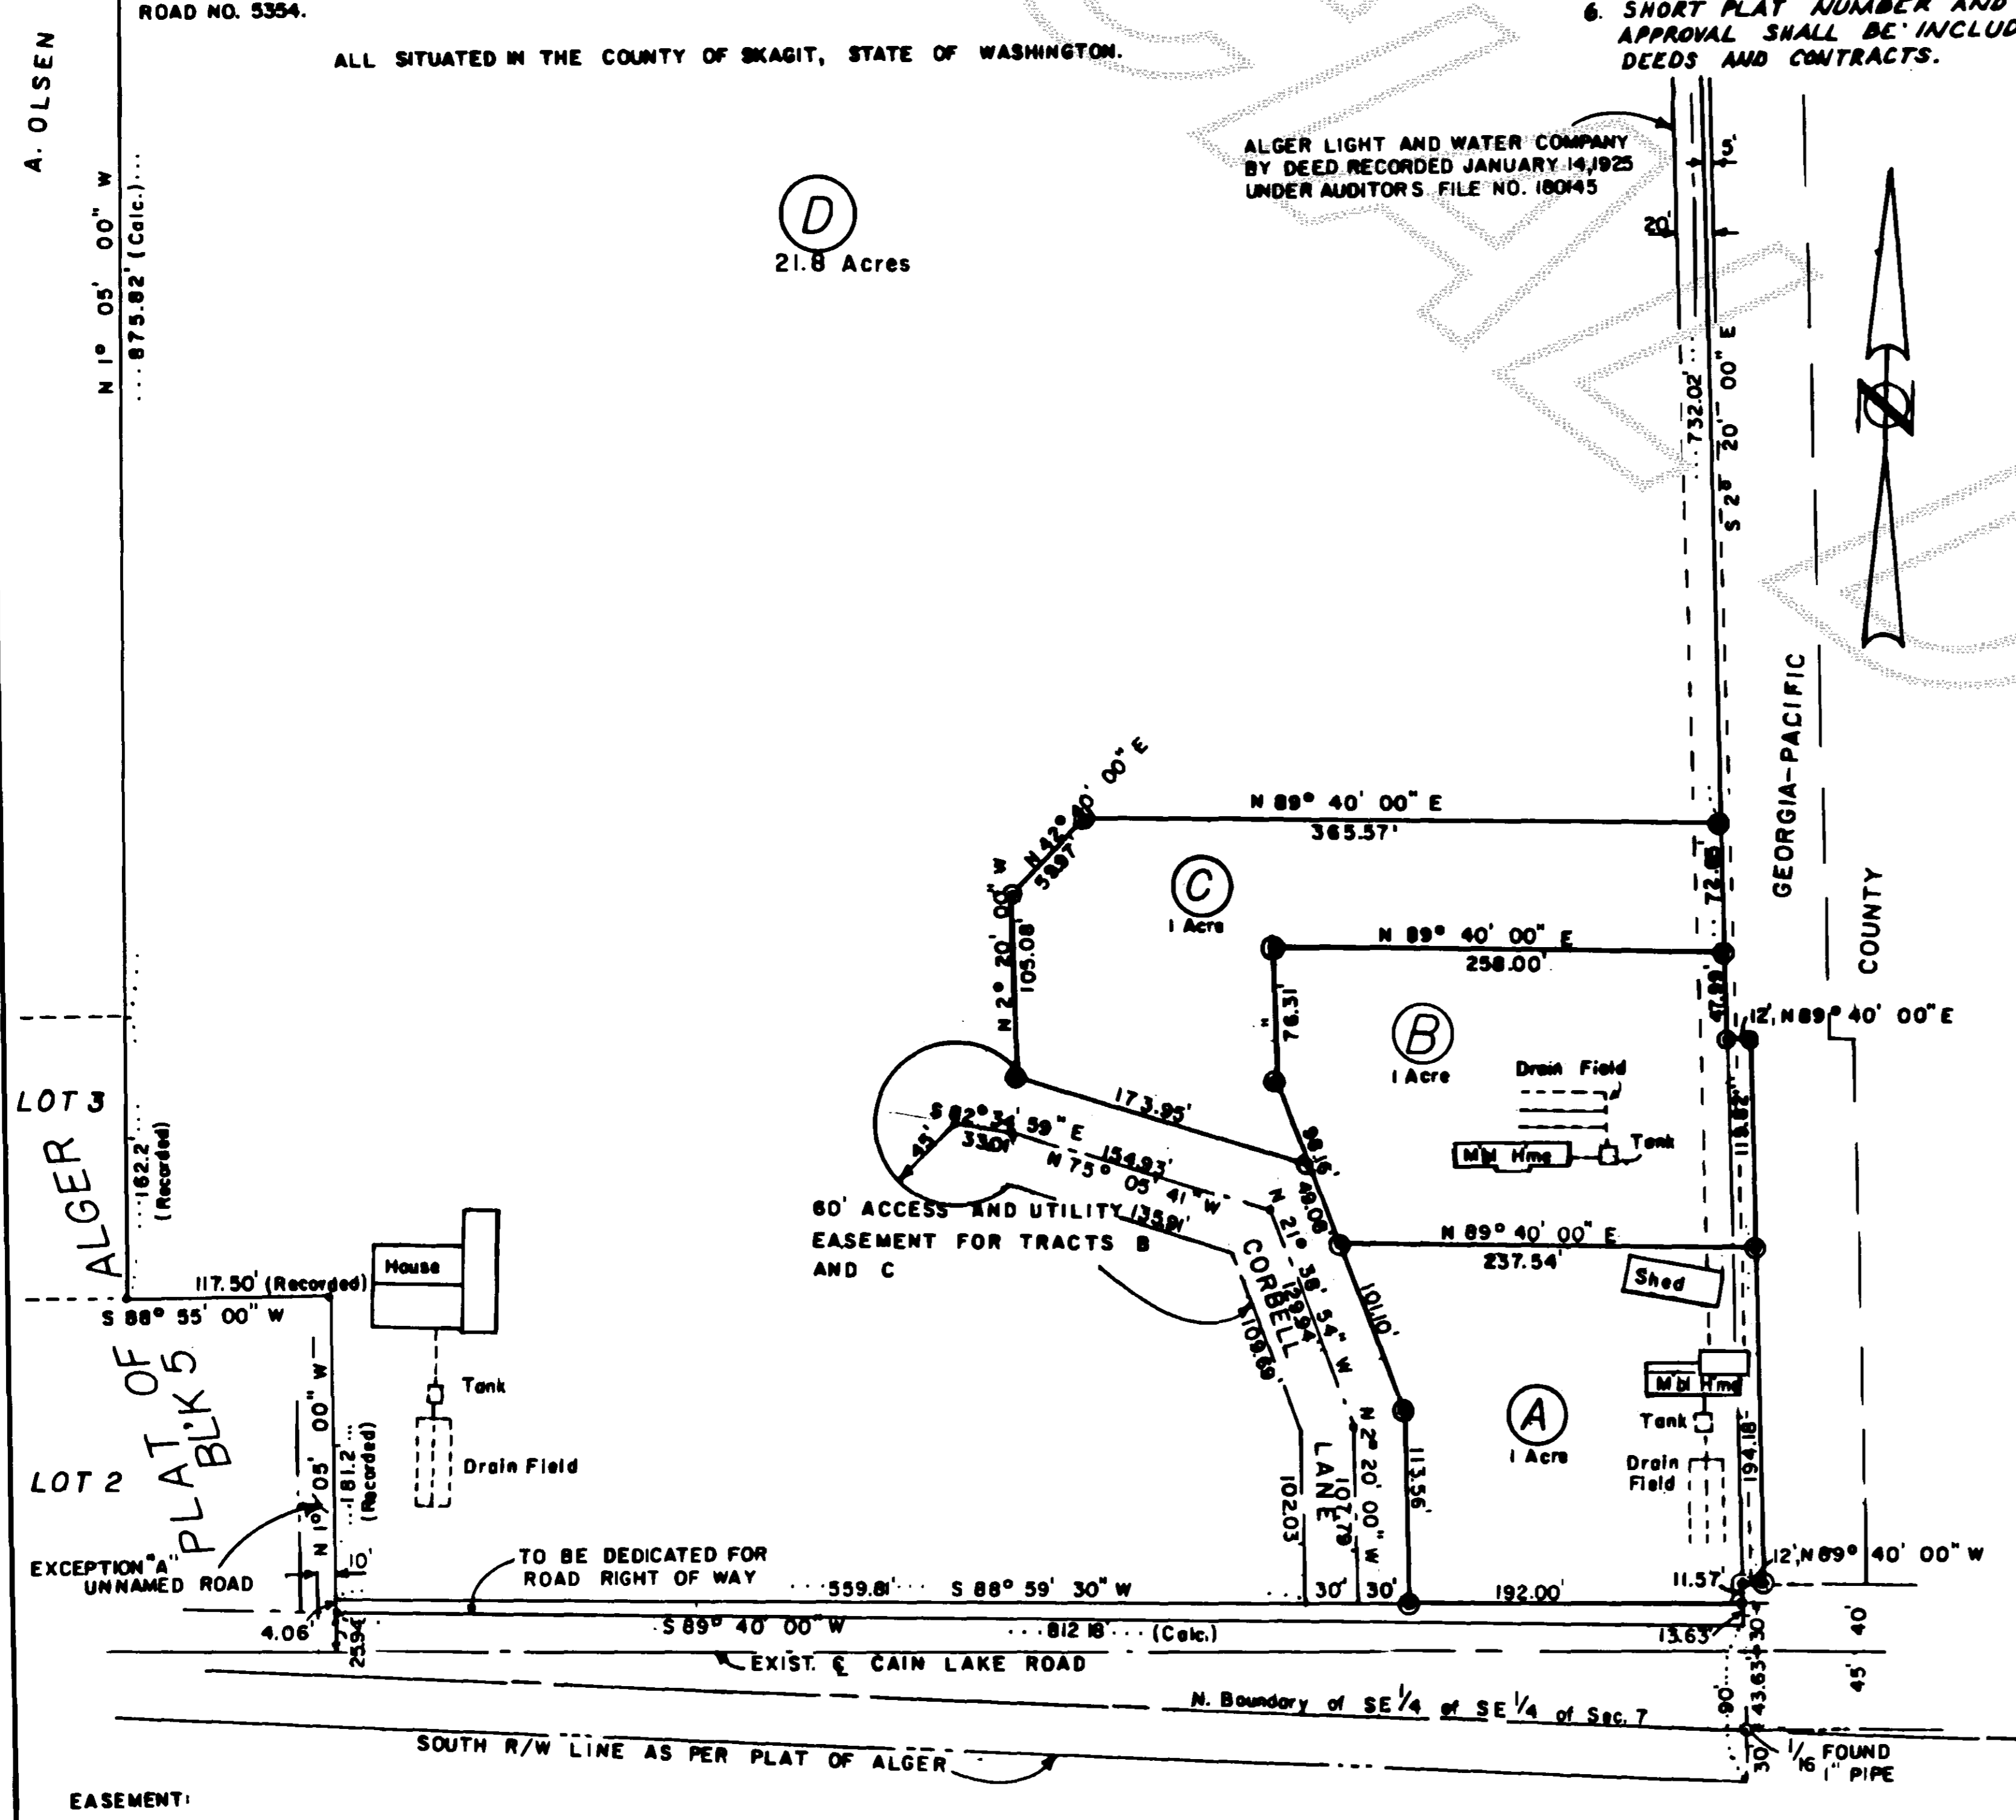 ROAD NO. 5354.
ALL SITUATED IN THE COUNTY OF SKAGIT, STATE OF WASHINGTON.
6. SHORT PLAT NUMBER AND
APPROVAL SHALL BE INCLUD
DEEDS AND CONTRACTS.
A. OLSEN
N 1° 05' 00" W
875.82' (Calc.)
D
21.8 Acres
ALGER LIGHT AND WATER COMPANY
BY DEED RECORDED JANUARY 14, 1925
UNDER AUDITORS FILE NO. 180145
5'
20'
732.02'
S 2° 20' 00" E
GEORGIA-PACIFIC
COUNTY
N 42° 40' 00" E
59.97'
N 89° 40' 00" E
365.57'
72.85'
C
1 Acre
N 2° 20' 00" W
105.08'
N 89° 40' 00" E
258.00'
47.99'
76.31'
"
B
1 Acre
12', N 89° 40' 00" E
Drain Field
Tank
Mbl Hme
173.95'
98.16'
49.08'
S 82° 34' 59" E
33.01'
45'
154.93'
N 75° 05' 41" W
135.91'
60' ACCESS AND UTILITY
EASEMENT FOR TRACTS B
AND C
CORBELL
LANE
N 21° 38' 54" W
129.94'
109.69'
101.10'
N 89° 40' 00" E
237.54'
Shed
A
1 Acre
Mbl Hme
Tank
Drain
Field
194.18'
113.56'
N 2° 20' 00" W
107.79'
102.03'
LOT 3
162.2'
(Recorded)
117.50' (Recorded)
S 88° 55' 00" W
House
Tank
Drain Field
PLAT OF ALGER
BL'K 5
LOT 2
N 1° 05' 00" W
181.2'
(Recorded)
10'
EXCEPTION "A"
UNNAMED ROAD
TO BE DEDICATED FOR
ROAD RIGHT OF WAY
559.81' S 88° 59' 30" W
30' 30'
192.00'
11.57'
12', N 89° 40' 00" W
4.06'
25.94'
S 89° 40' 00" W
812.18' (Calc.)
13.63'
30'
40'
EXIST. ℄ CAIN LAKE ROAD
43.63'
90'
45'
N. Boundary of SE 1/4 of SE 1/4 of Sec. 7
SOUTH R/W LINE AS PER PLAT OF ALGER
30'
1/16 FOUND
1" PIPE
EASEMENT: